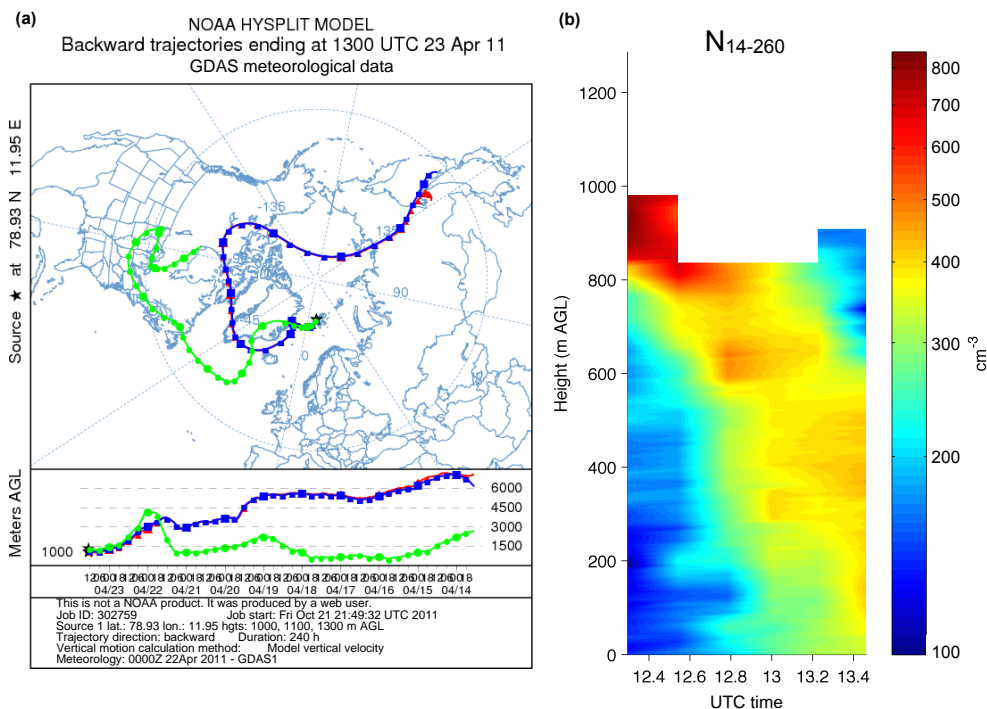 (a)
NOAA HYSPLIT MODEL
Backward trajectories ending at 1300 UTC 23 Apr 11
GDAS meteorological data
Source ★ at 78.93 N 11.95 E
-135
90
0
Meters AGL
6000
4500
3000
1500
1000
04/23 04/22 04/21 04/20 04/19 04/18 04/17 04/16 04/15 04/14
This is not a NOAA product. It was produced by a web user.
Job ID: 302759 Job start: Fri Oct 21 21:49:32 UTC 2011
Source 1 lat.: 78.93 lon.: 11.95 hgts: 1000, 1100, 1300 m AGL
Trajectory direction: backward Duration: 240 h
Vertical motion calculation method: Model vertical velocity
Meteorology: 0000Z 22Apr 2011 - GDAS1
(b)
N14-260
Height (m AGL)
1200
1000
800
600
400
200
0
12.4 12.6 12.8 13 13.2 13.4
UTC time
800
700
600
500
400
300
200
100
cm-3